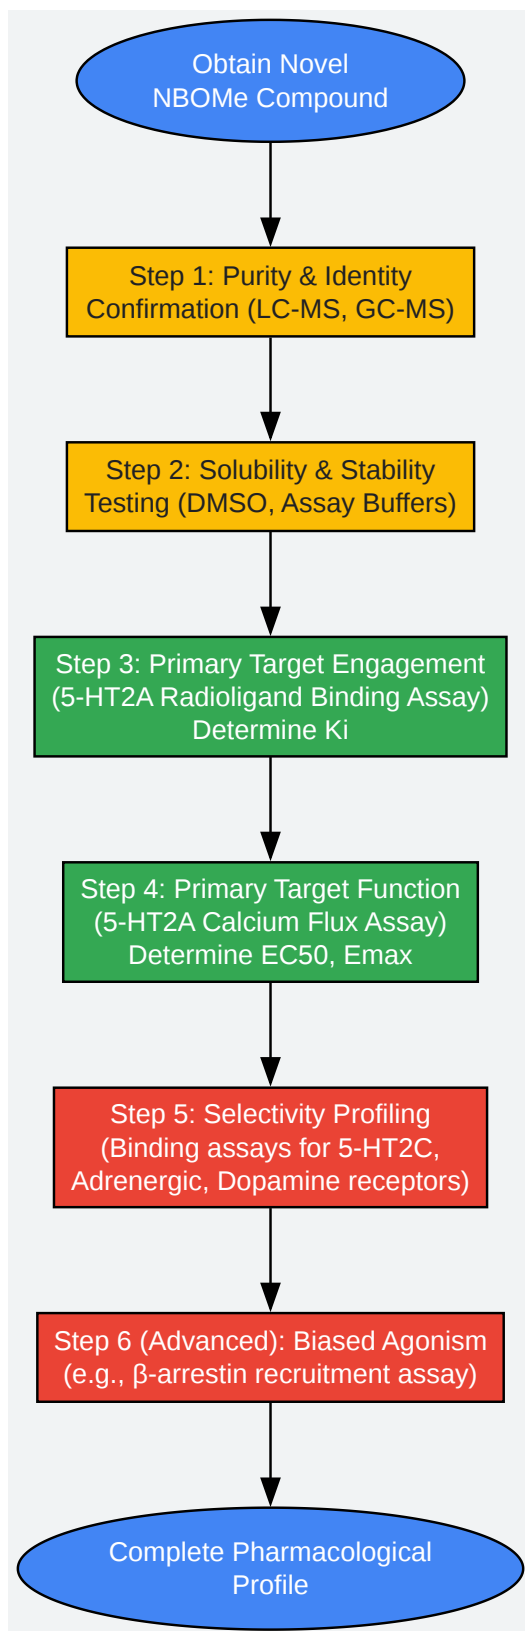 Obtain Novel
NBOMe Compound
Step 1: Purity & Identity
Confirmation (LC-MS, GC-MS)
Step 2: Solubility & Stability
Testing (DMSO, Assay Buffers)
Step 3: Primary Target Engagement
(5-HT2A Radioligand Binding Assay)
Determine Ki
Step 4: Primary Target Function
(5-HT2A Calcium Flux Assay)
Determine EC50, Emax
Step 5: Selectivity Profiling
(Binding assays for 5-HT2C,
Adrenergic, Dopamine receptors)
Step 6 (Advanced): Biased Agonism
(e.g., β-arrestin recruitment assay)
Complete Pharmacological
Profile